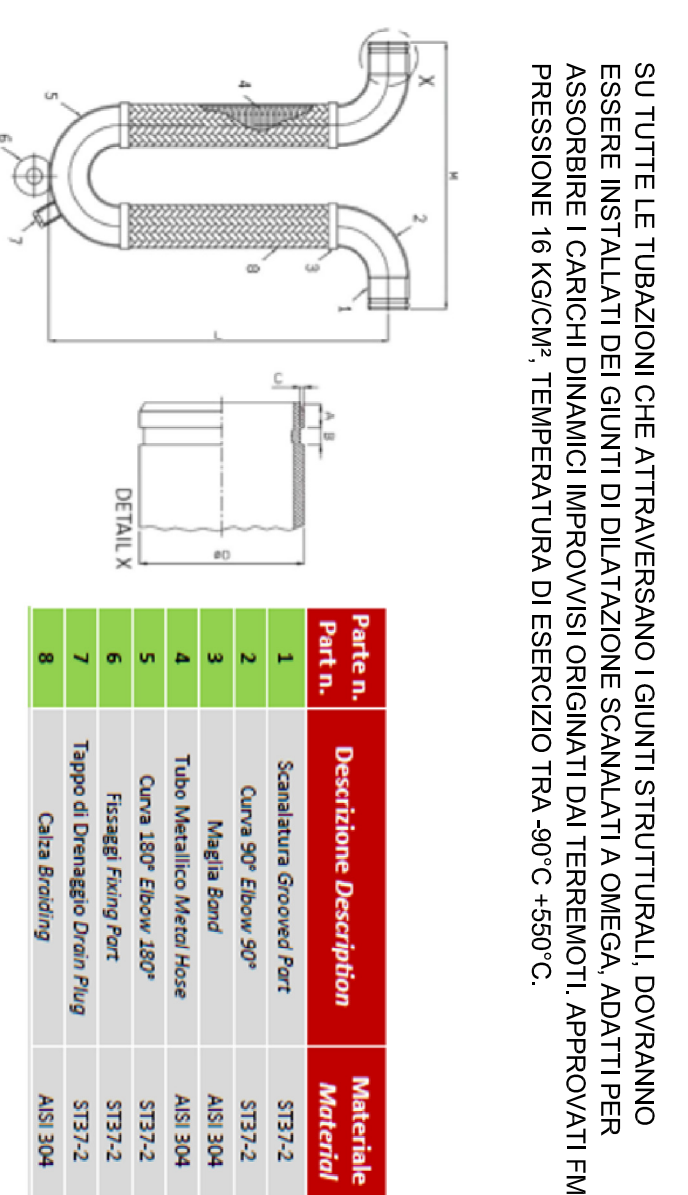 SU TUTTE LE TUBAZIONI CHE ATTRAVERSANO I GIUNTI STRUTTURALI, DOVRANNO
ESSERE INSTALLATI DEI GIUNTI DI DILATAZIONE SCANALATI A OMEGA, ADATTI PER
ASSORBIRE I CARICHI DINAMICI IMPROVVISI ORIGINATI DAI TERREMOTI. APPROVATI FM
PRESSIONE 16 KG/CM², TEMPERATURA DI ESERCIZIO TRA -90°C +550°C.
M
X
2
1
4
3
8
5
6
7
L
C
A
B
øD
DETAIL X
Parte n. Descrizione Description Materiale
Part n. Material
1 Scanalatura Grooved Part ST37-2
2 Curva 90° Elbow 90° ST37-2
3 Maglia Band AISI 304
4 Tubo Metallico Metal Hose AISI 304
5 Curva 180° Elbow 180° ST37-2
6 Fissaggi Fixing Part ST37-2
7 Tappo di Drenaggio Drain Plug ST37-2
8 Calza Braiding AISI 304